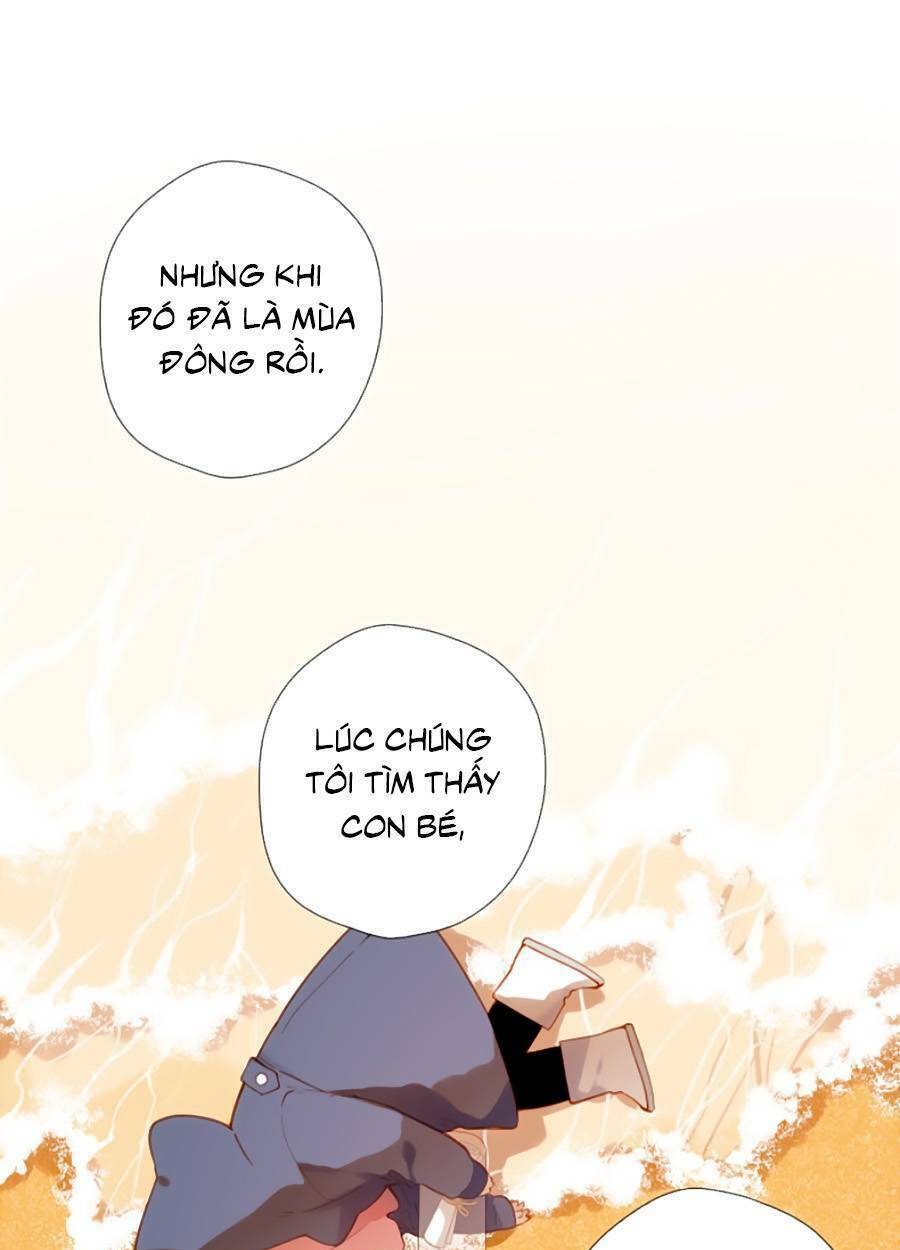 NHƯNG KHI
ĐÓ ĐÃ LÀ MÙA
ĐÔNG RỒI.
LÚC CHÚNG
TÔI TÌM THẤY
CON BÉ,